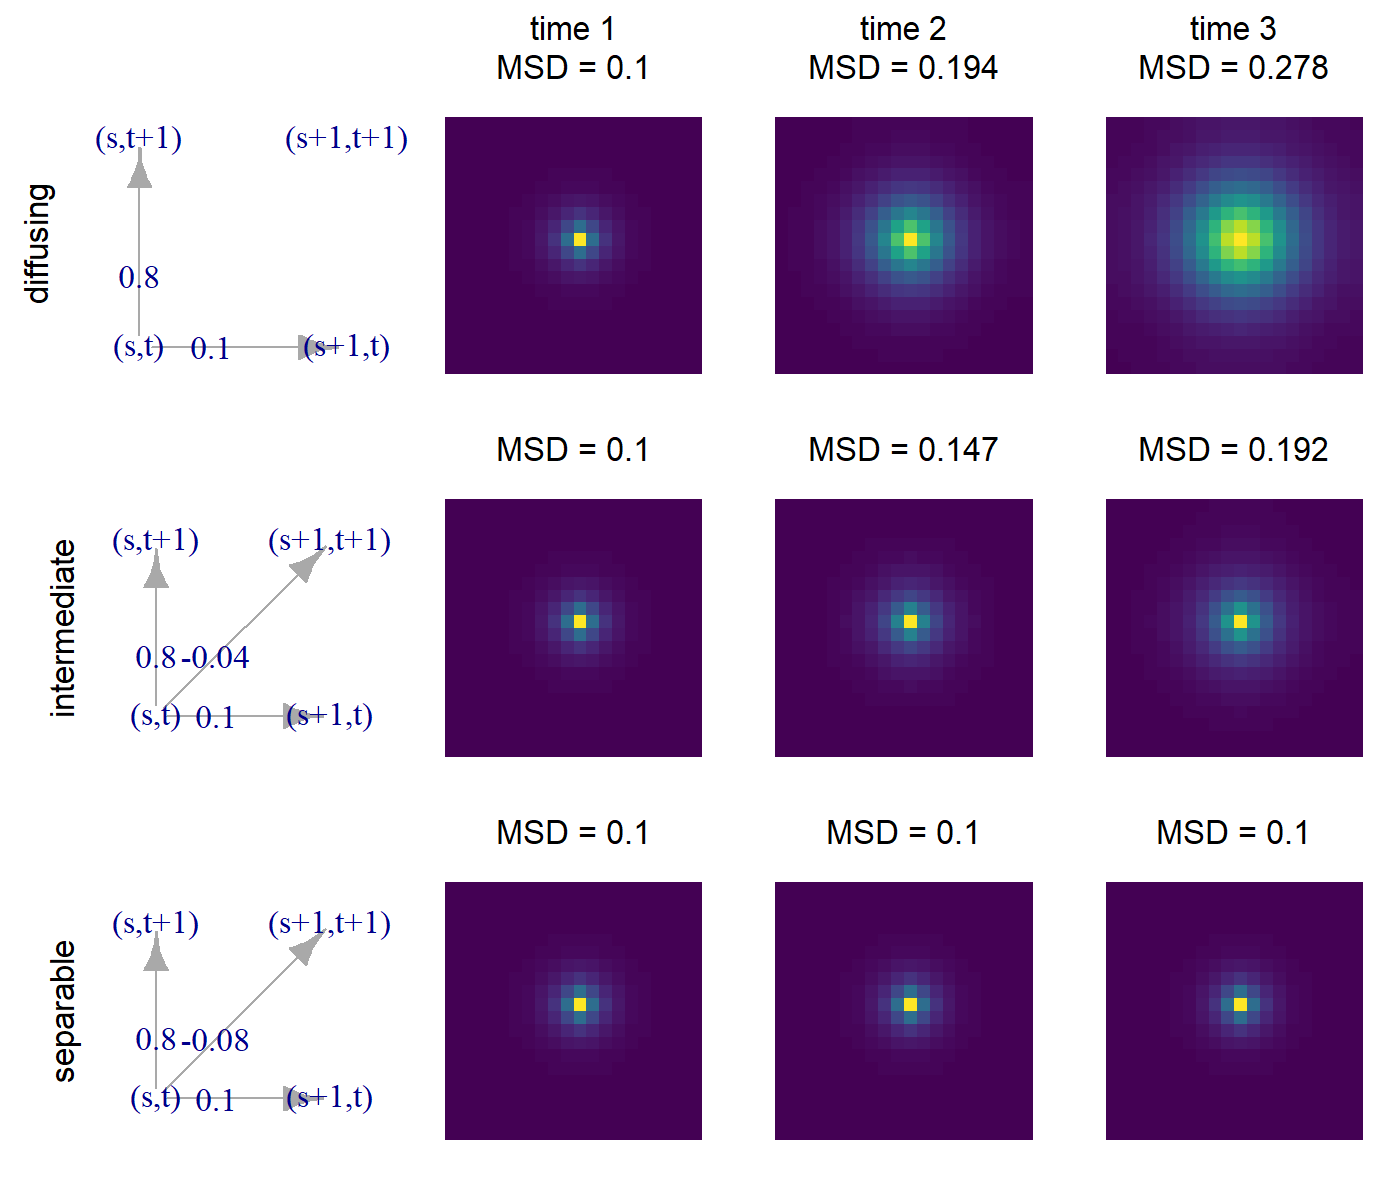 time 1
MSD = 0.1
time 2
MSD = 0.194
time 3
MSD = 0.278
diffusing
(s,t+1)
(s+1,t+1)
0.8
(s,t)
0.1
(s+1,t)
MSD = 0.1
MSD = 0.147
MSD = 0.192
intermediate
(s,t+1)
(s+1,t+1)
0.8
-0.04
(s,t)
0.1
(s+1,t)
MSD = 0.1
MSD = 0.1
MSD = 0.1
separable
(s,t+1)
(s+1,t+1)
0.8
-0.08
(s,t)
0.1
(s+1,t)